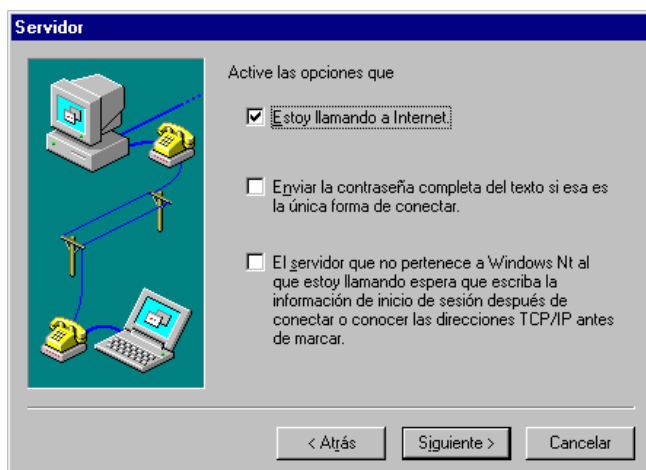 Servidor
Active las opciones que
Estoy llamando a Internet.
Enviar la contraseña completa del texto si esa es
la única forma de conectar.
El servidor que no pertenece a Windows Nt al
que estoy llamando espera que escriba la
información de inicio de sesión después de
conectar o conocer las direcciones TCP/IP antes
de marcar.
< Atrás
Siguiente >
Cancelar